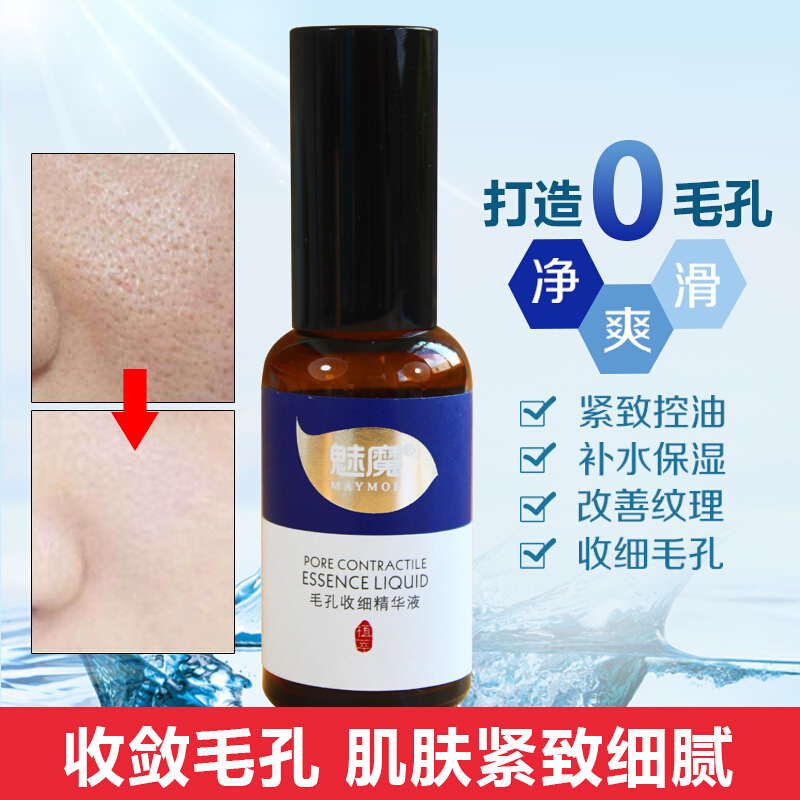 打造0毛孔
净
爽
滑
紧致控油
补水保湿
改善纹理
收细毛孔
魅魔®
PORE CONTRACTILE
ESSENCE LIQUID
毛孔收细精华液
植萃
收敛毛孔 肌肤紧致细腻